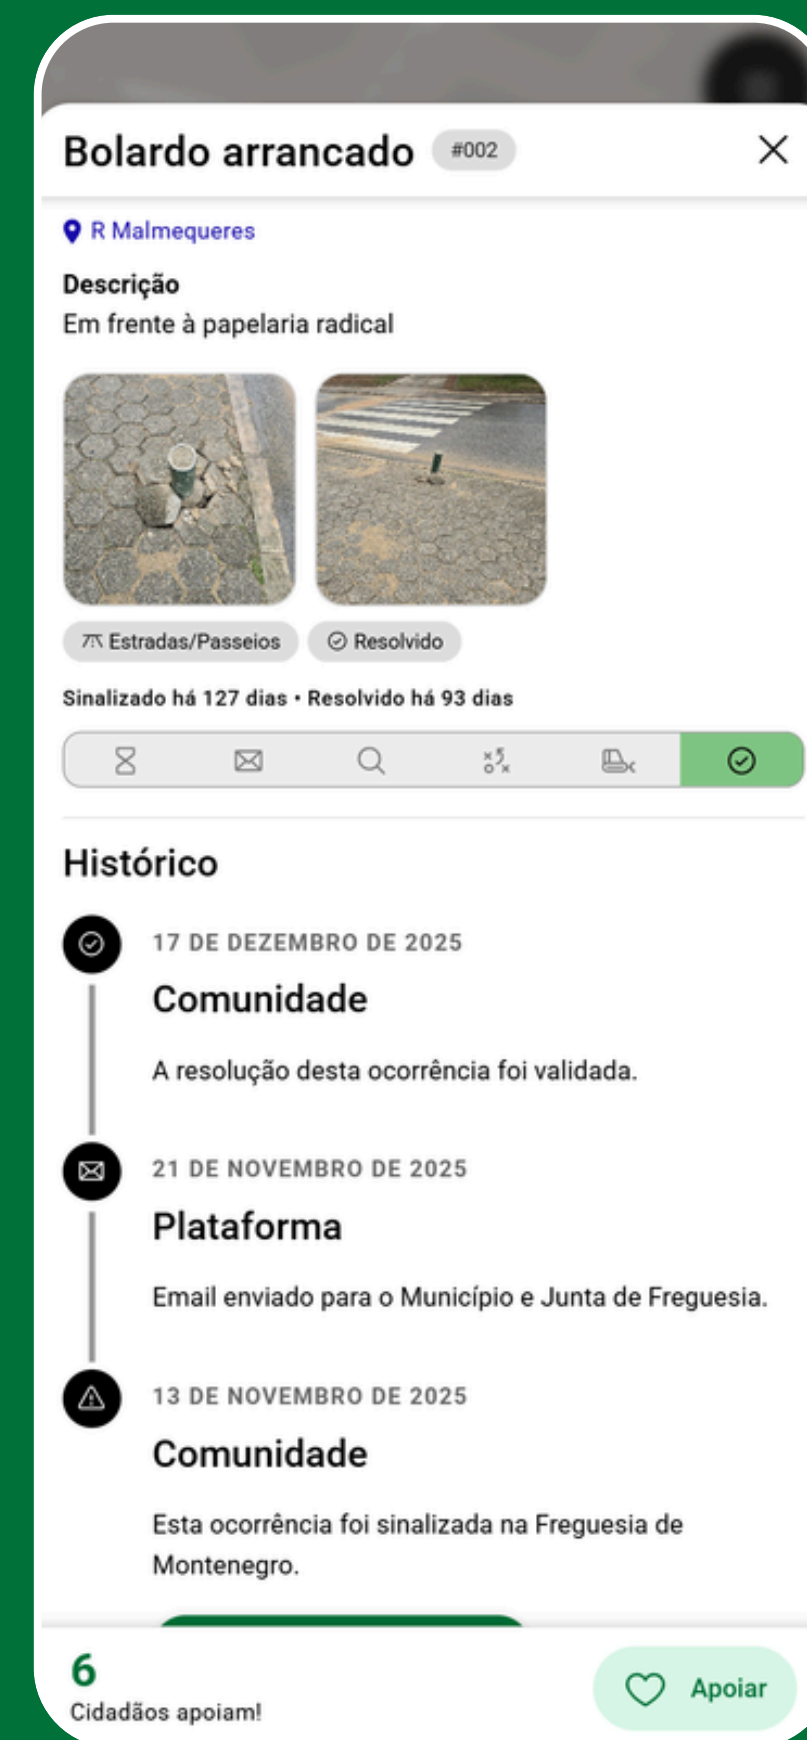 Bolardo arrancado #002
R Malmequeres
Descrição
Em frente à papelaria radical
Estradas/Passeios Resolvido
Sinalizado há 127 dias • Resolvido há 93 dias
Histórico
17 DE DEZEMBRO DE 2025
Comunidade
A resolução desta ocorrência foi validada.
21 DE NOVEMBRO DE 2025
Plataforma
Email enviado para o Município e Junta de Freguesia.
13 DE NOVEMBRO DE 2025
Comunidade
Esta ocorrência foi sinalizada na Freguesia de
Montenegro.
6
Cidadãos apoiam!
Apoiar